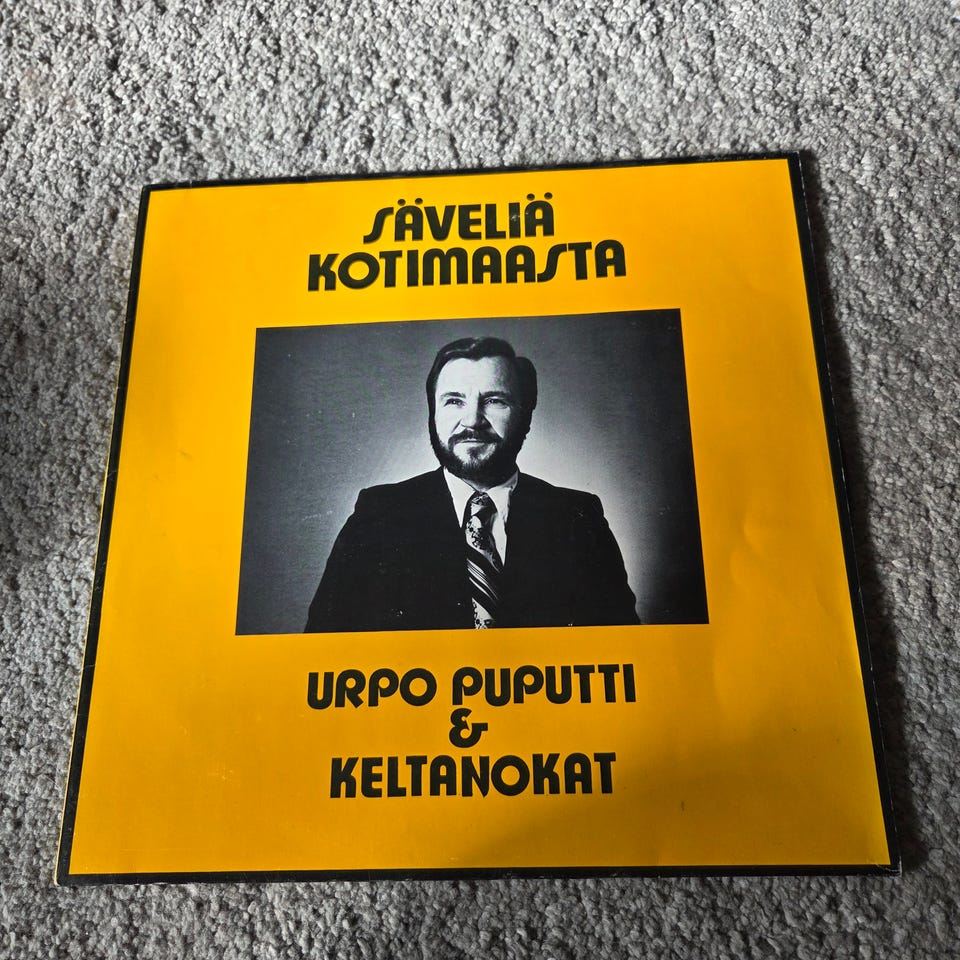 SÄVELIÄ
KOTIMAASTA
URPO PUPUTTI
&
KELTANOKAT